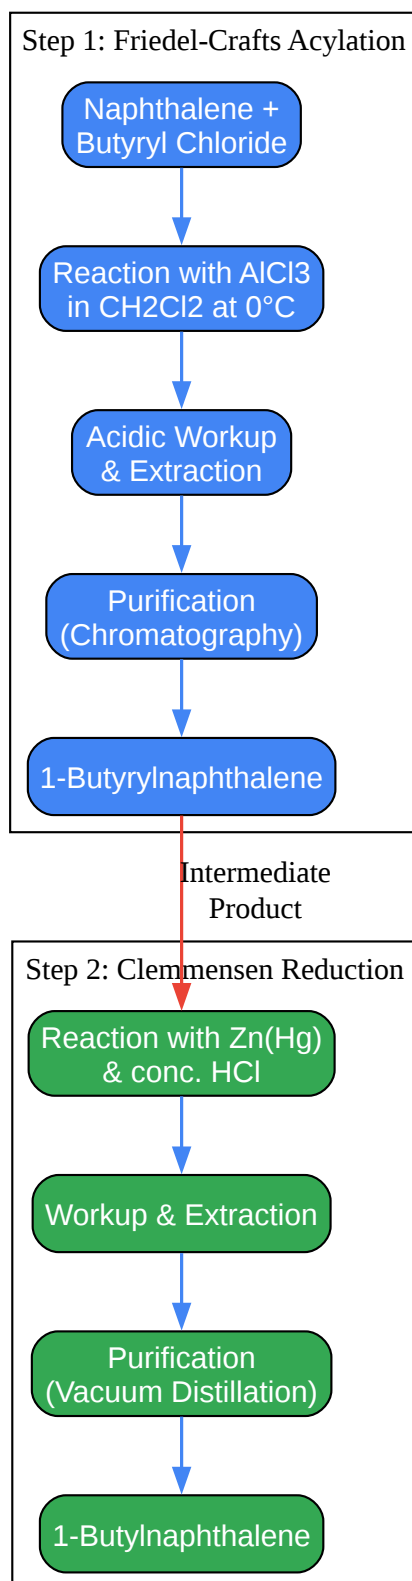 Step 1: Friedel-Crafts Acylation
Naphthalene +
Butyryl Chloride
Reaction with AlCl3
in CH2Cl2 at 0°C
Acidic Workup
& Extraction
Purification
(Chromatography)
1-Butyrylnaphthalene
Intermediate
Product
Step 2: Clemmensen Reduction
Reaction with Zn(Hg)
& conc. HCl
Workup & Extraction
Purification
(Vacuum Distillation)
1-Butylnaphthalene